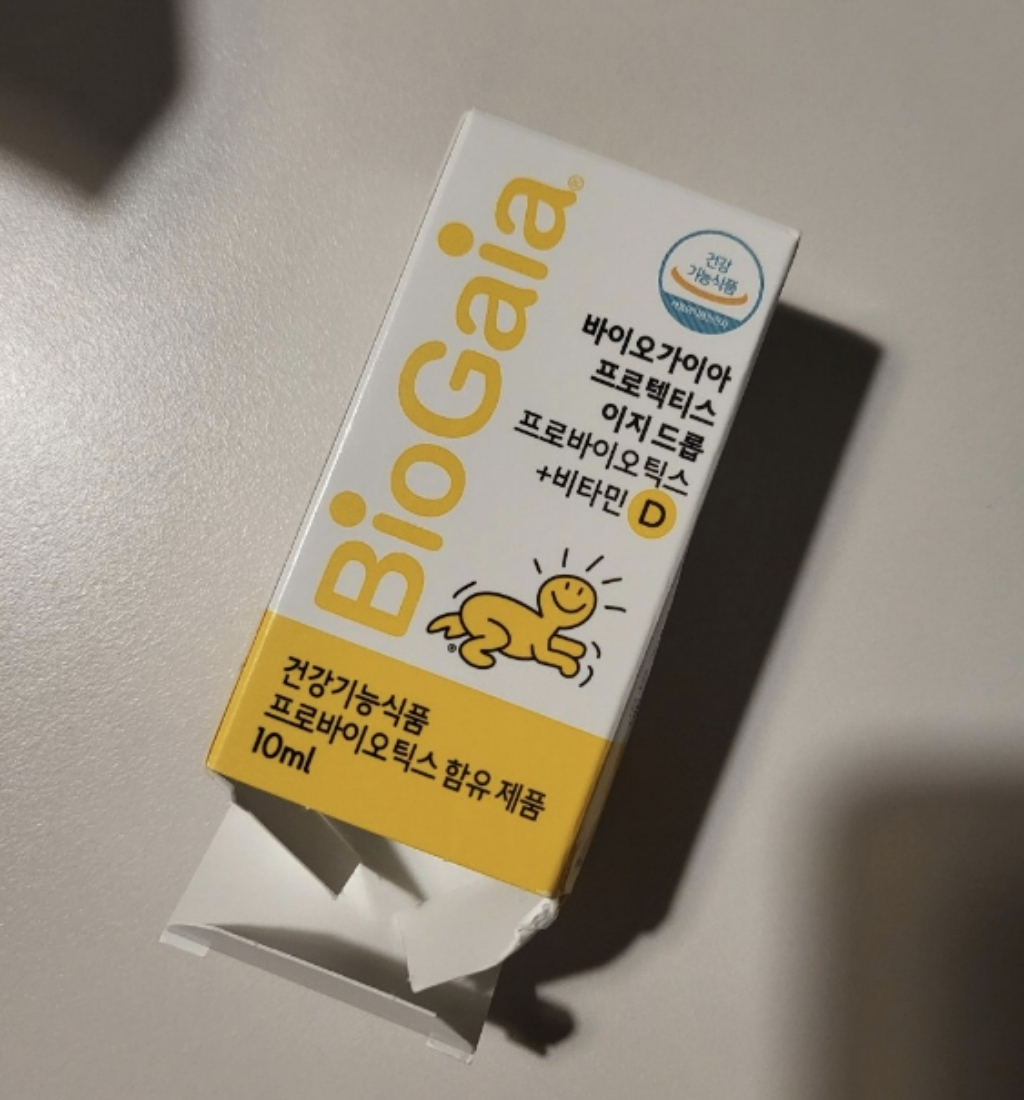 BioGaia®
건강
기능식품
바이오가이아
프로텍티스
이지 드롭
프로바이오틱스
+비타민 D
건강기능식품
프로바이오틱스 함유 제품
10ml